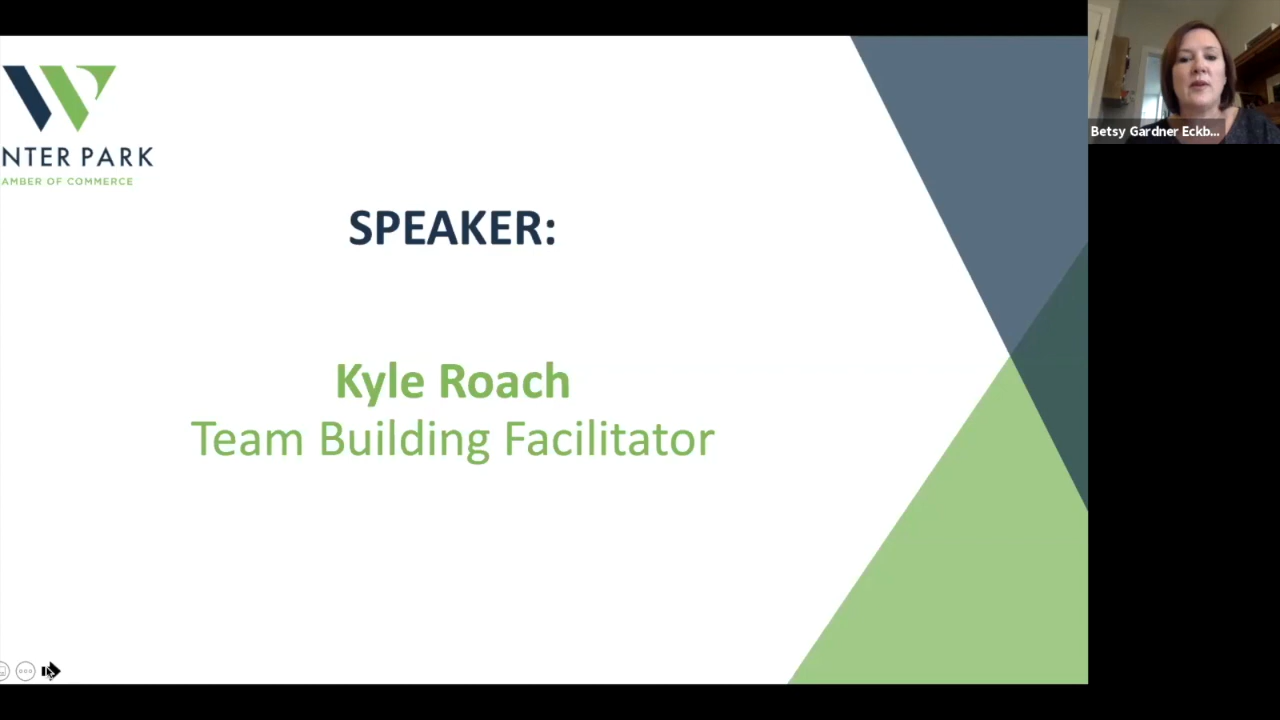 NTER PARK
AMBER OF COMMERCE
SPEAKER:
Kyle Roach
Team Building Facilitator
Betsy Gardner Eckb...